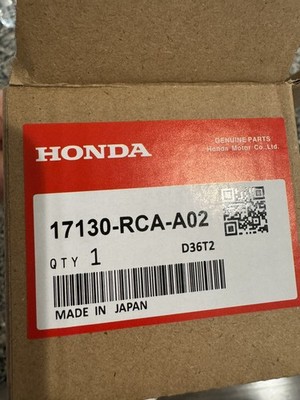 GENUINE PARTS
HONDA
Honda Motor Co.,Ltd.
17130-RCA-A02
QTY 1
D36T2
MADE IN JAPAN